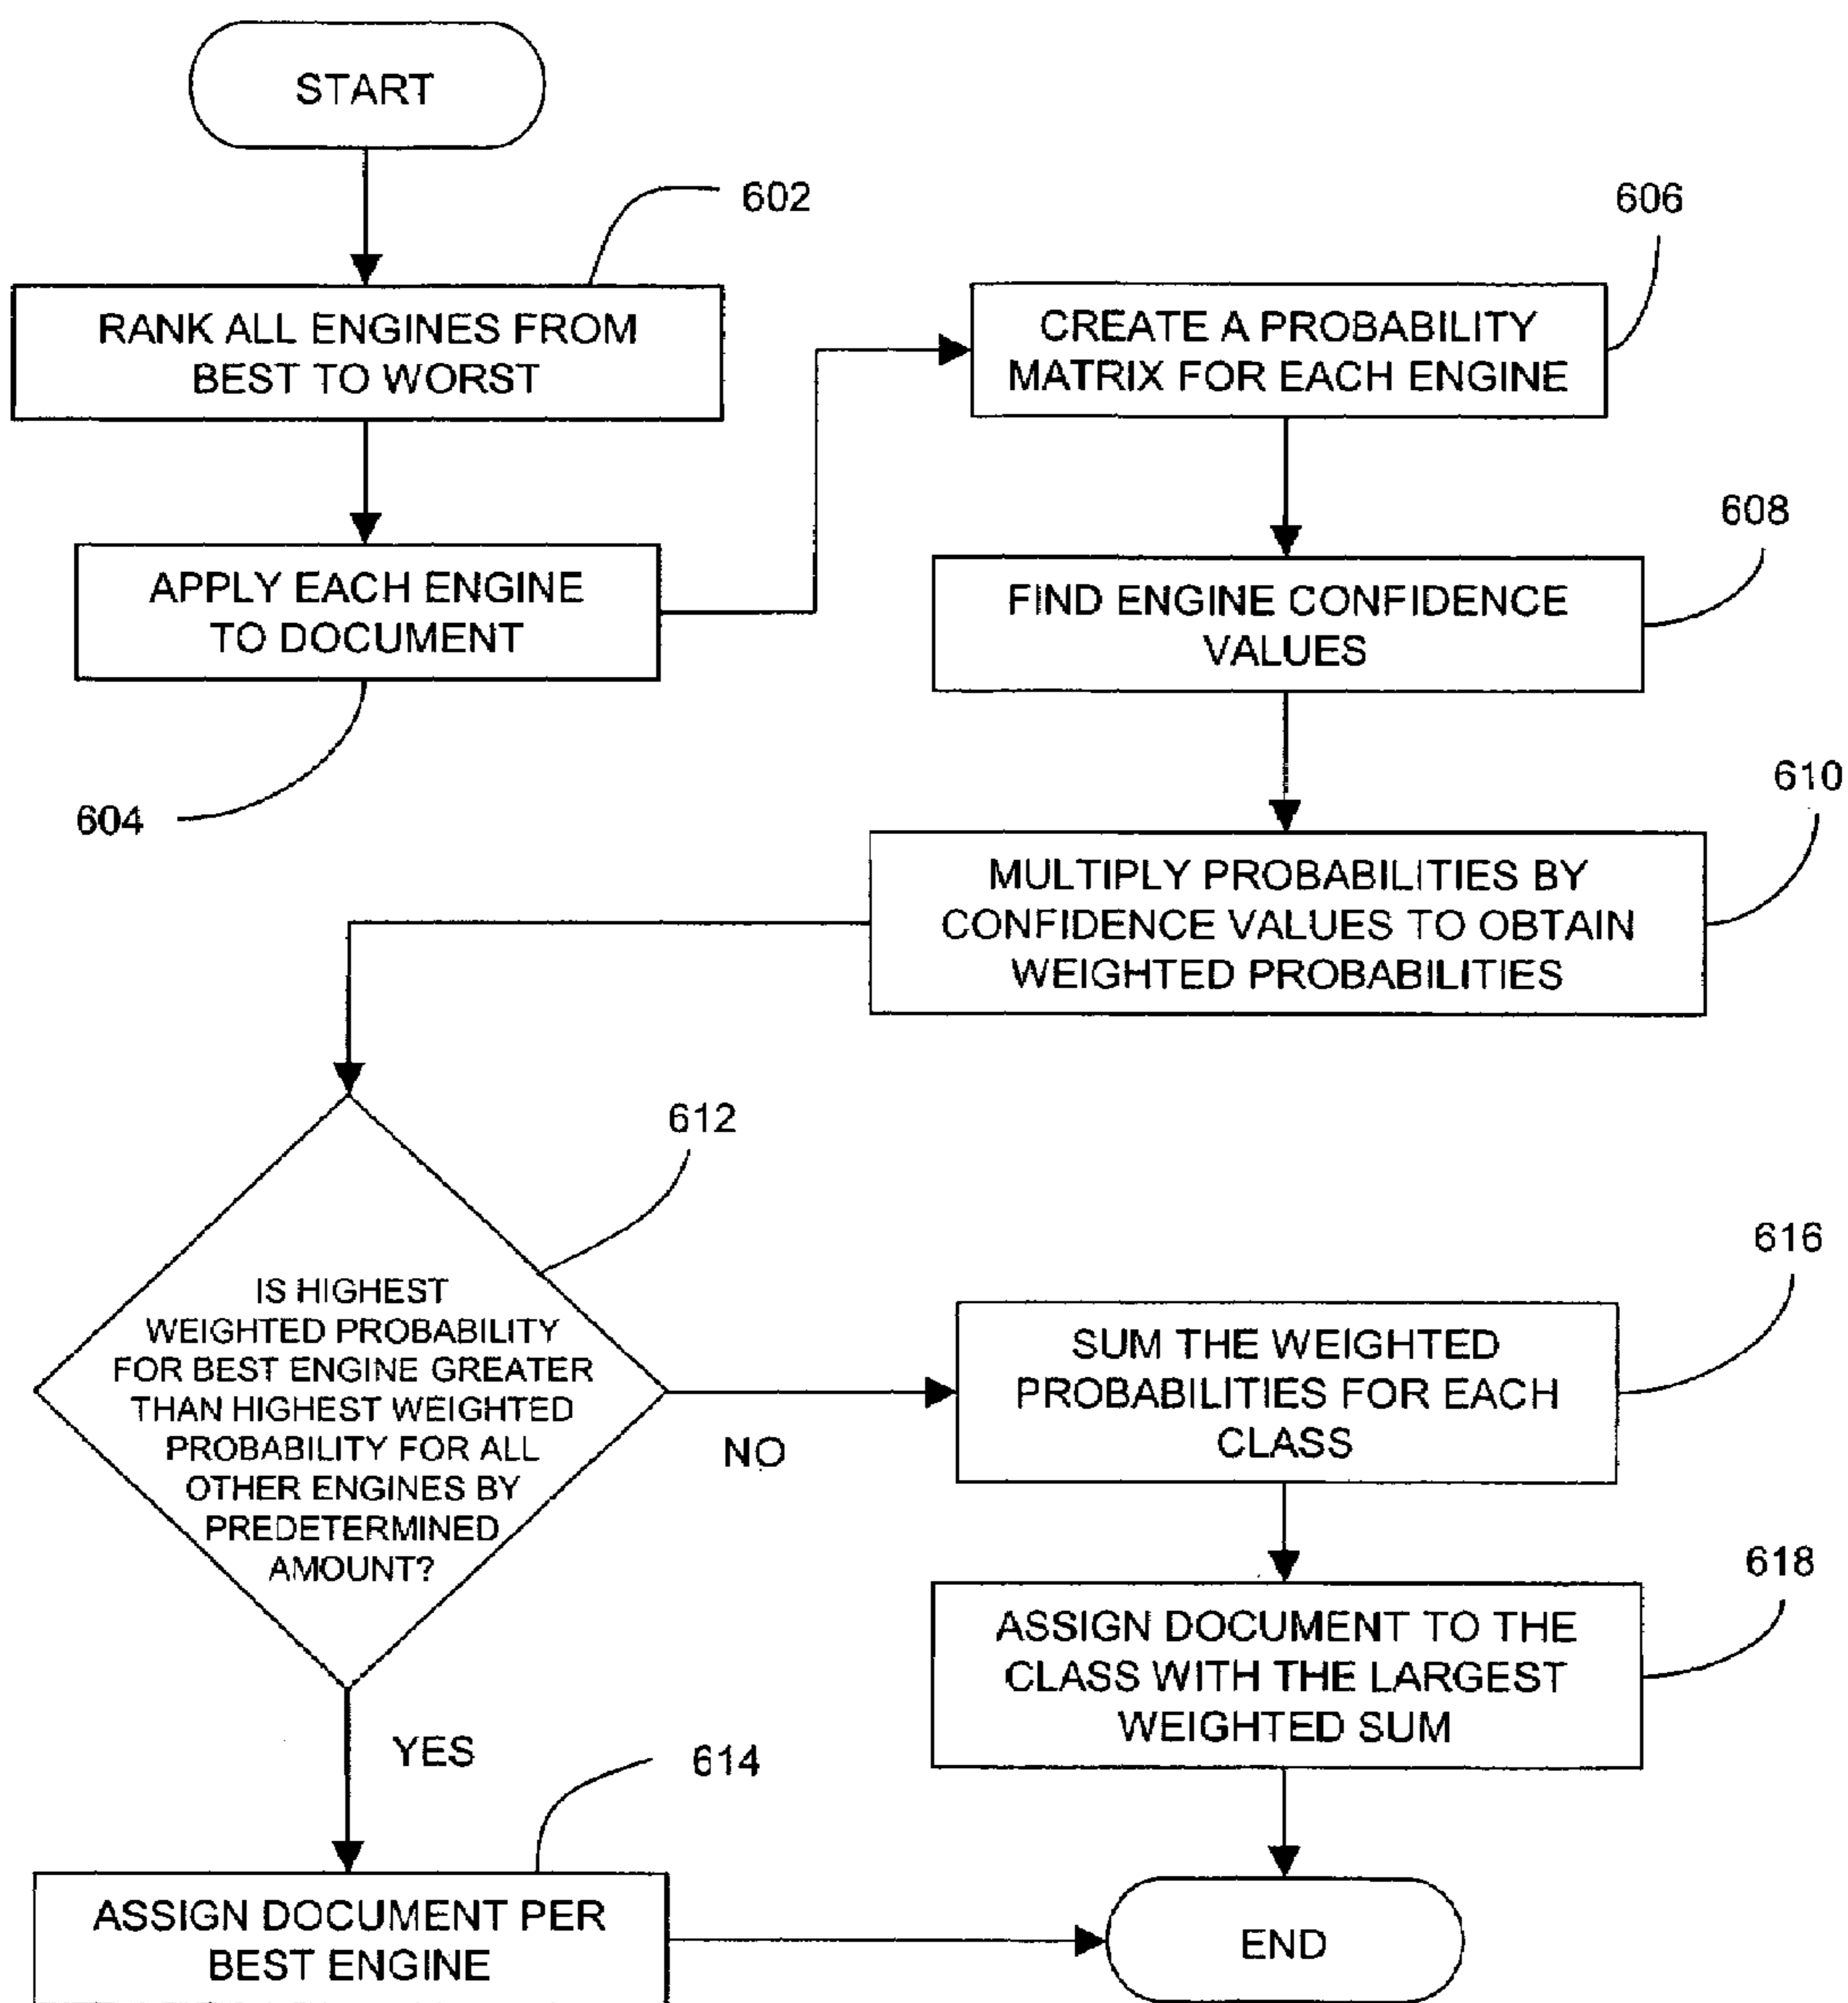 START
602
RANK ALL ENGINES FROM
BEST TO WORST
APPLY EACH ENGINE
TO DOCUMENT
604
606
CREATE A PROBABILITY
MATRIX FOR EACH ENGINE
608
FIND ENGINE CONFIDENCE
VALUES
610
MULTIPLY PROBABILITIES BY
CONFIDENCE VALUES TO OBTAIN
WEIGHTED PROBABILITIES
612
IS HIGHEST
WEIGHTED PROBABILITY
FOR BEST ENGINE GREATER
THAN HIGHEST WEIGHTED
PROBABILITY FOR ALL
OTHER ENGINES BY
PREDETERMINED
AMOUNT?
NO
616
SUM THE WEIGHTED
PROBABILITIES FOR EACH
CLASS
618
ASSIGN DOCUMENT TO THE
CLASS WITH THE LARGEST
WEIGHTED SUM
YES
614
ASSIGN DOCUMENT PER
BEST ENGINE
END